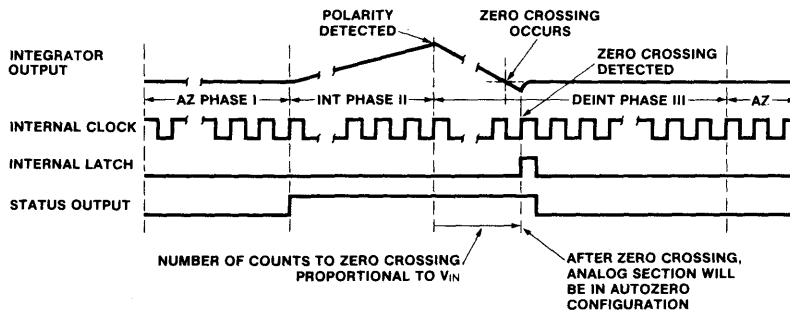 POLARITY
DETECTED
ZERO CROSSING
OCCURS
INTEGRATOR
OUTPUT
ZERO CROSSING
DETECTED
AZ PHASE I
INT PHASE II
DEINT PHASE III
AZ
INTERNAL CLOCK
INTERNAL LATCH
STATUS OUTPUT
NUMBER OF COUNTS TO ZERO CROSSING
PROPORTIONAL TO VIN
AFTER ZERO CROSSING,
ANALOG SECTION WILL
BE IN AUTOZERO
CONFIGURATION